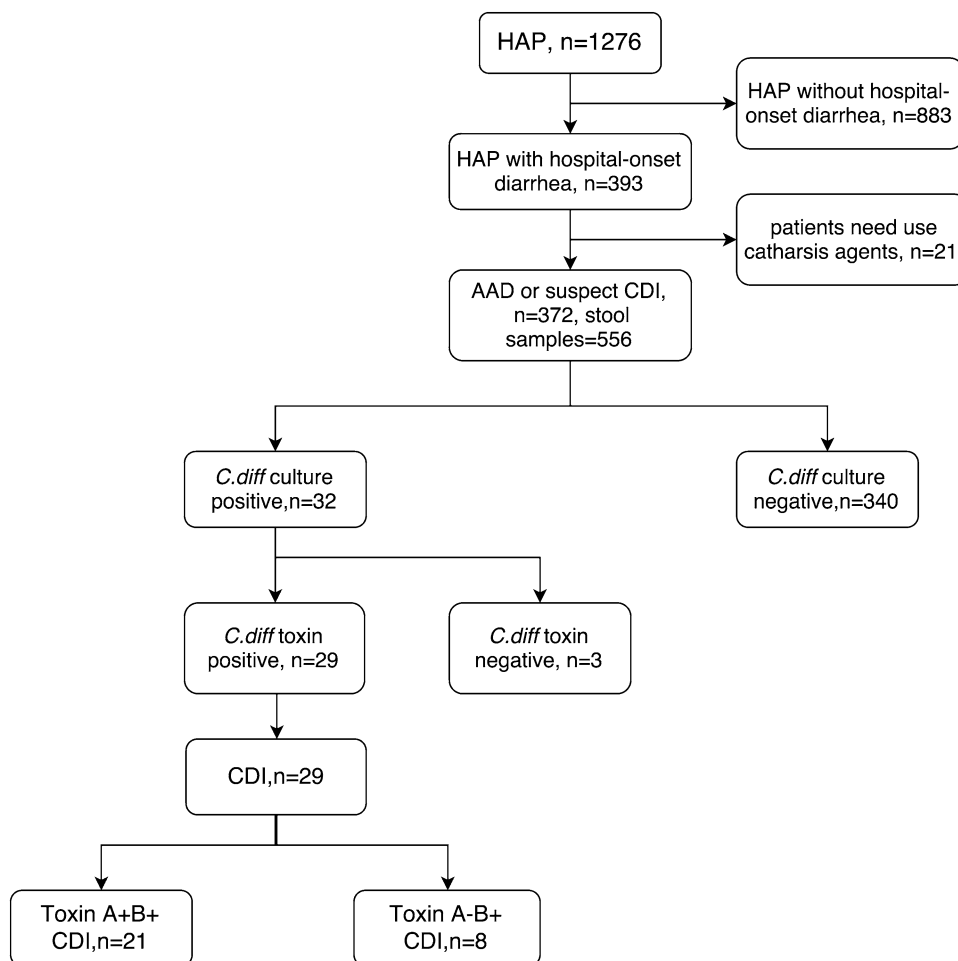 HAP, n=1276
HAP without hospital-
onset diarrhea, n=883
HAP with hospital-onset
diarrhea, n=393
patients need use
catharsis agents, n=21
AAD or suspect CDI,
n=372, stool
samples=556
C.diff culture
positive,n=32
C.diff culture
negative,n=340
C.diff toxin
positive, n=29
C.diff toxin
negative, n=3
CDI,n=29
Toxin A+B+
CDI,n=21
Toxin A-B+
CDI,n=8